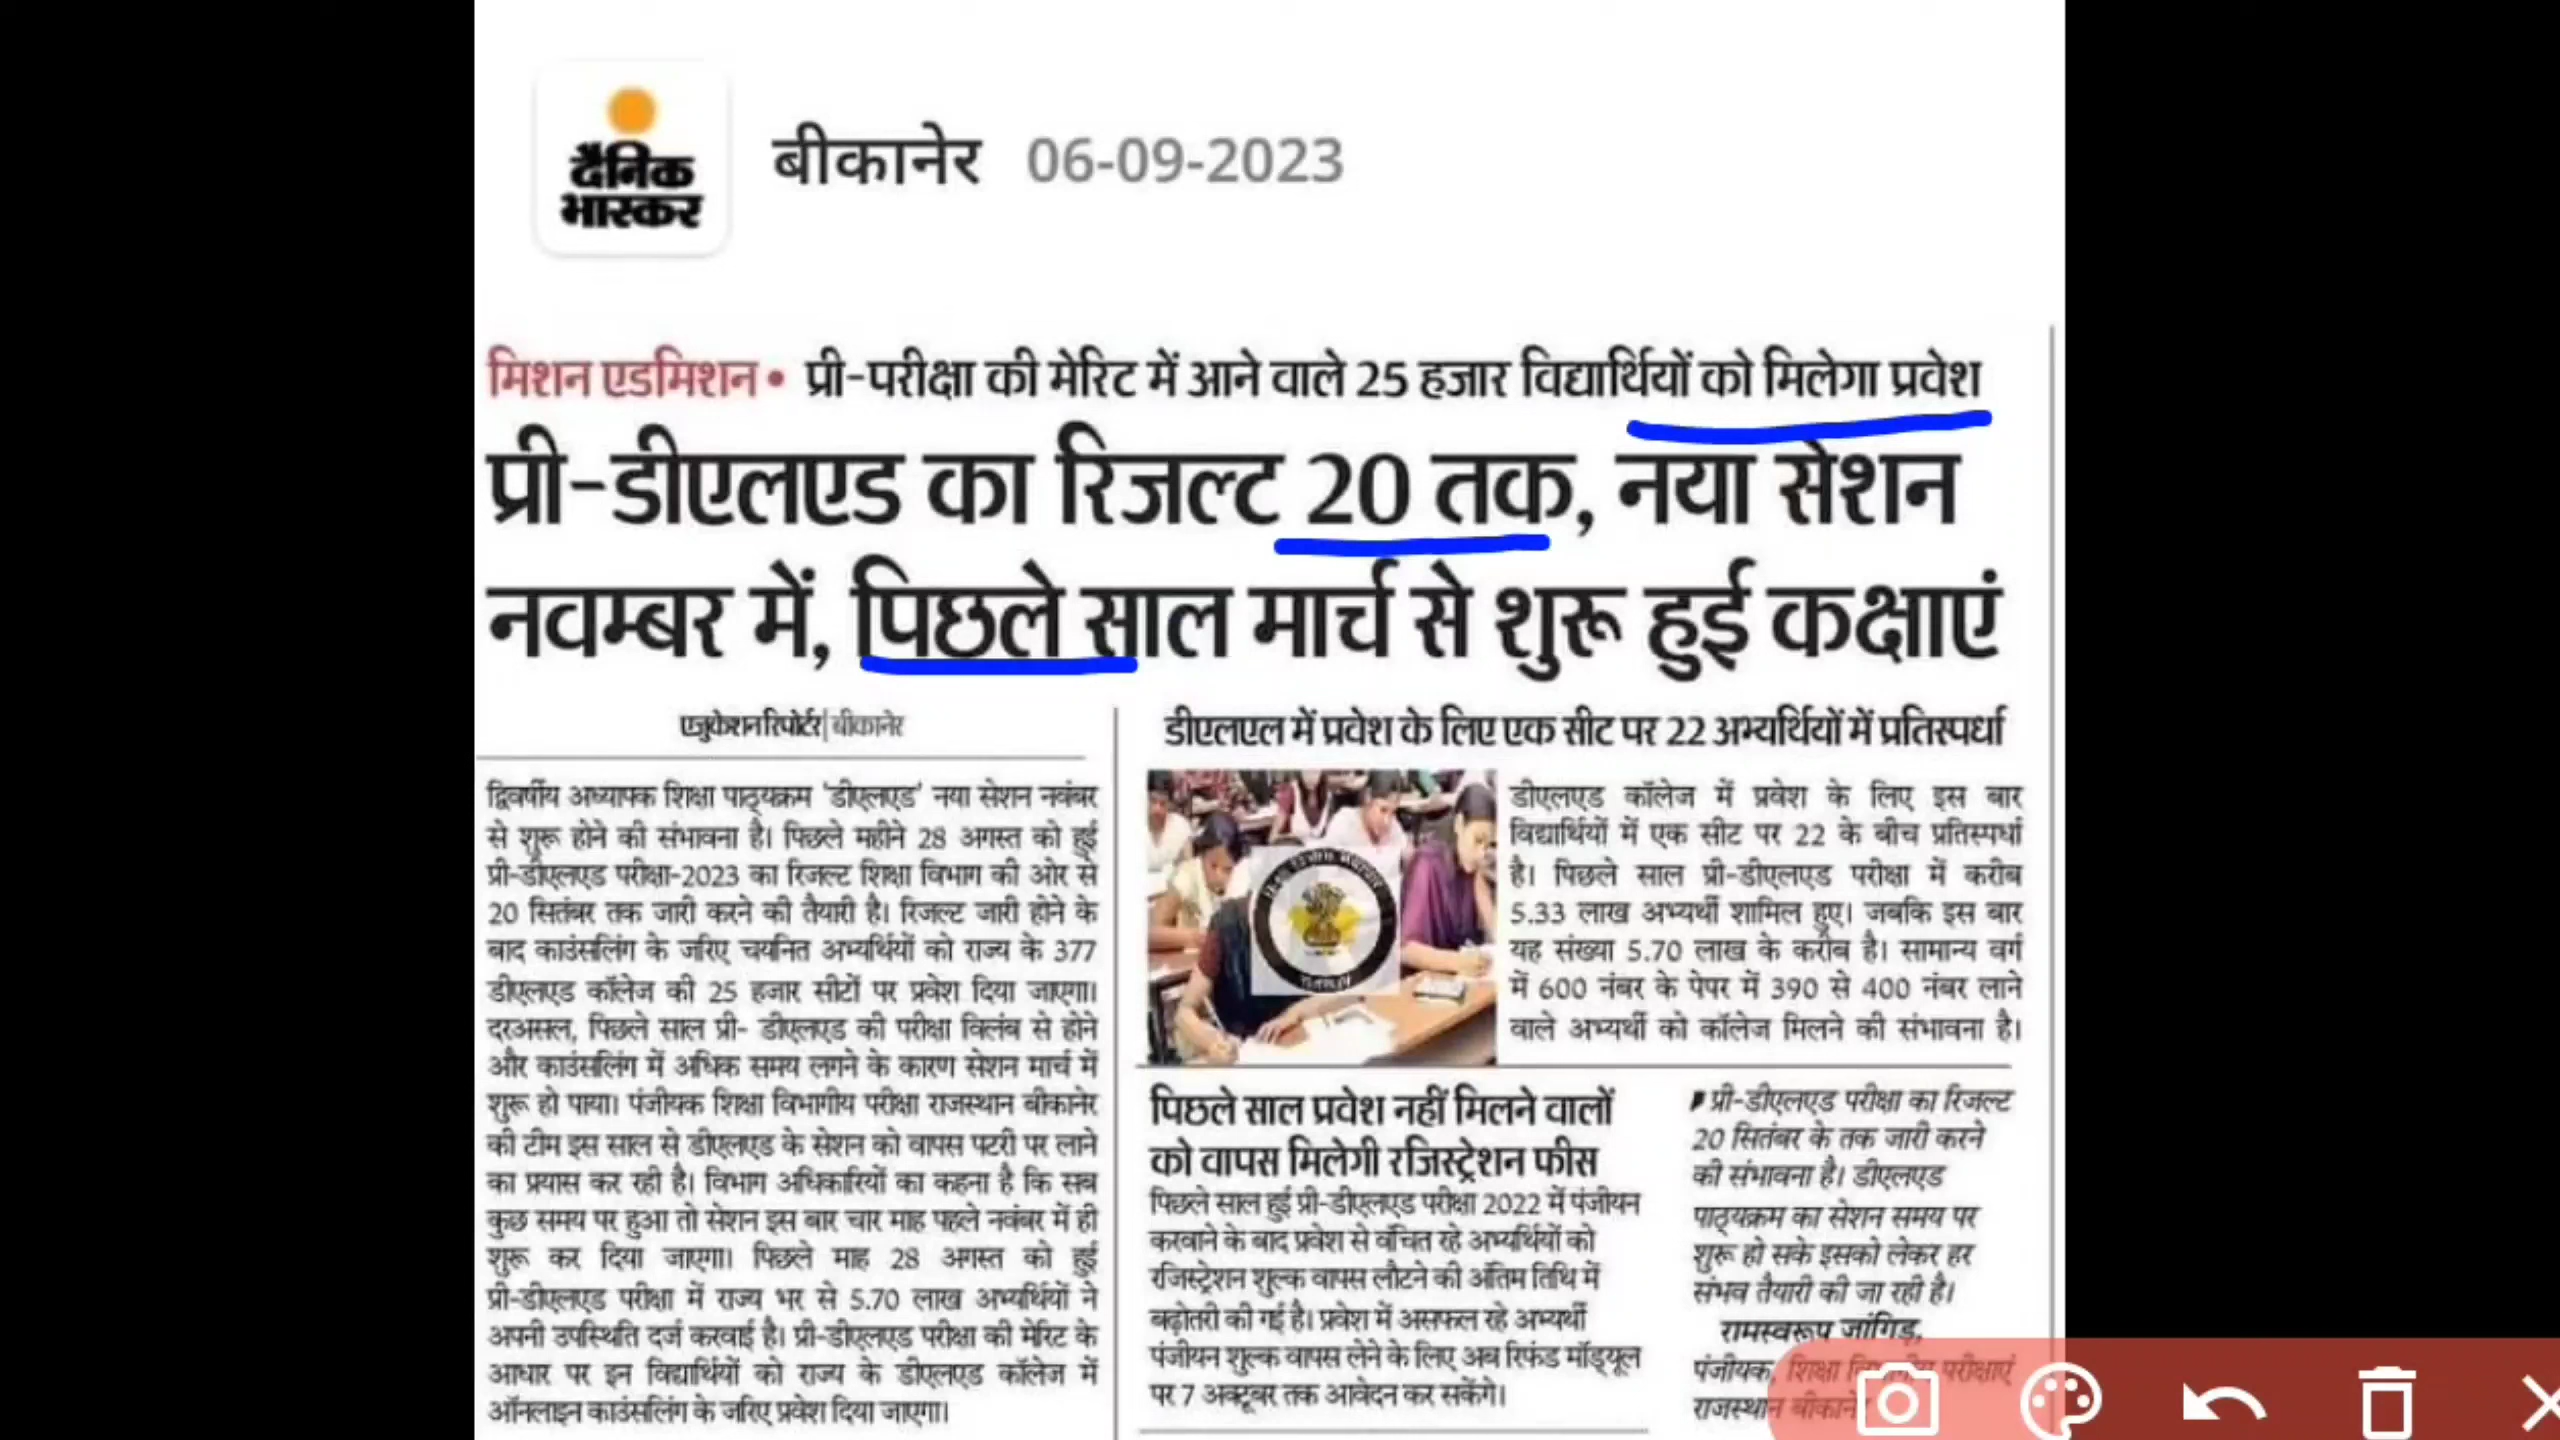 दैनिक
भास्कर
बीकानेर 06-09-2023
मिशन एडमिशन • प्री-परीक्षा की मेरिट में आने वाले 25 हजार विद्यार्थियों को मिलेगा प्रवेश
प्री-डीएलएड का रिजल्ट 20 तक, नया सेशन
नवम्बर में, पिछले साल मार्च से शुरू हुई कक्षाएं
एजुकेशन रिपोर्टर| बीकानेर
द्विवर्षीय अध्यापक शिक्षा पाठ्यक्रम 'डीएलएड' नया सेशन नवंबर
से शुरू होने की संभावना है। पिछले महीने 28 अगस्त को हुई
प्री-डीएलएड परीक्षा-2023 का रिजल्ट शिक्षा विभाग की ओर से
20 सितंबर तक जारी करने की तैयारी है। रिजल्ट जारी होने के
बाद काउंसलिंग के जरिए चयनित अभ्यर्थियों को राज्य के 377
डीएलएड कॉलेज की 25 हजार सीटों पर प्रवेश दिया जाएगा।
दरअसल, पिछले साल प्री- डीएलएड की परीक्षा विलंब से होने
और काउंसलिंग में अधिक समय लगने के कारण सेशन मार्च में
शुरू हो पाया। पंजीयक शिक्षा विभागीय परीक्षा राजस्थान बीकानेर
की टीम इस साल से डीएलएड के सेशन को वापस पटरी पर लाने
का प्रयास कर रही है। विभाग अधिकारियों का कहना है कि सब
कुछ समय पर हुआ तो सेशन इस बार चार माह पहले नवंबर में ही
शुरू कर दिया जाएगा। पिछले माह 28 अगस्त को हुई
प्री-डीएलएड परीक्षा में राज्य भर से 5.70 लाख अभ्यर्थियों ने
अपनी उपस्थिति दर्ज करवाई है। प्री-डीएलएड परीक्षा की मेरिट के
आधार पर इन विद्यार्थियों को राज्य के डीएलएड कॉलेज में
ऑनलाइन काउंसलिंग के जरिए प्रवेश दिया जाएगा।
डीएलएल में प्रवेश के लिए एक सीट पर 22 अभ्यर्थियों में प्रतिस्पर्धा
डीएलएड कॉलेज में प्रवेश के लिए इस बार
विद्यार्थियों में एक सीट पर 22 के बीच प्रतिस्पर्धा
है। पिछले साल प्री-डीएलएड परीक्षा में करीब
5.33 लाख अभ्यर्थी शामिल हुए। जबकि इस बार
यह संख्या 5.70 लाख के करीब है। सामान्य वर्ग
में 600 नंबर के पेपर में 390 से 400 नंबर लाने
वाले अभ्यर्थी को कॉलेज मिलने की संभावना है।
पिछले साल प्रवेश नहीं मिलने वालों
को वापस मिलेगी रजिस्ट्रेशन फीस
पिछले साल हुई प्री-डीएलएड परीक्षा 2022 में पंजीयन
करवाने के बाद प्रवेश से वंचित रहे अभ्यर्थियों को
रजिस्ट्रेशन शुल्क वापस लौटने की अंतिम तिथि में
बढ़ोतरी की गई है। प्रवेश में असफल रहे अभ्यर्थी
पंजीयन शुल्क वापस लेने के लिए अब रिफंड मॉड्यूल
पर 7 अक्टूबर तक आवेदन कर सकेंगे।
प्री-डीएलएड परीक्षा का रिजल्ट
20 सितंबर के तक जारी करने
की संभावना है। डीएलएड
पाठ्यक्रम का सेशन समय पर
शुरू हो सके इसको लेकर हर
संभव तैयारी की जा रही है।
रामस्वरूप जांगिड़,
पंजीयक, शिक्षा परीक्षाएं
राजस्थान